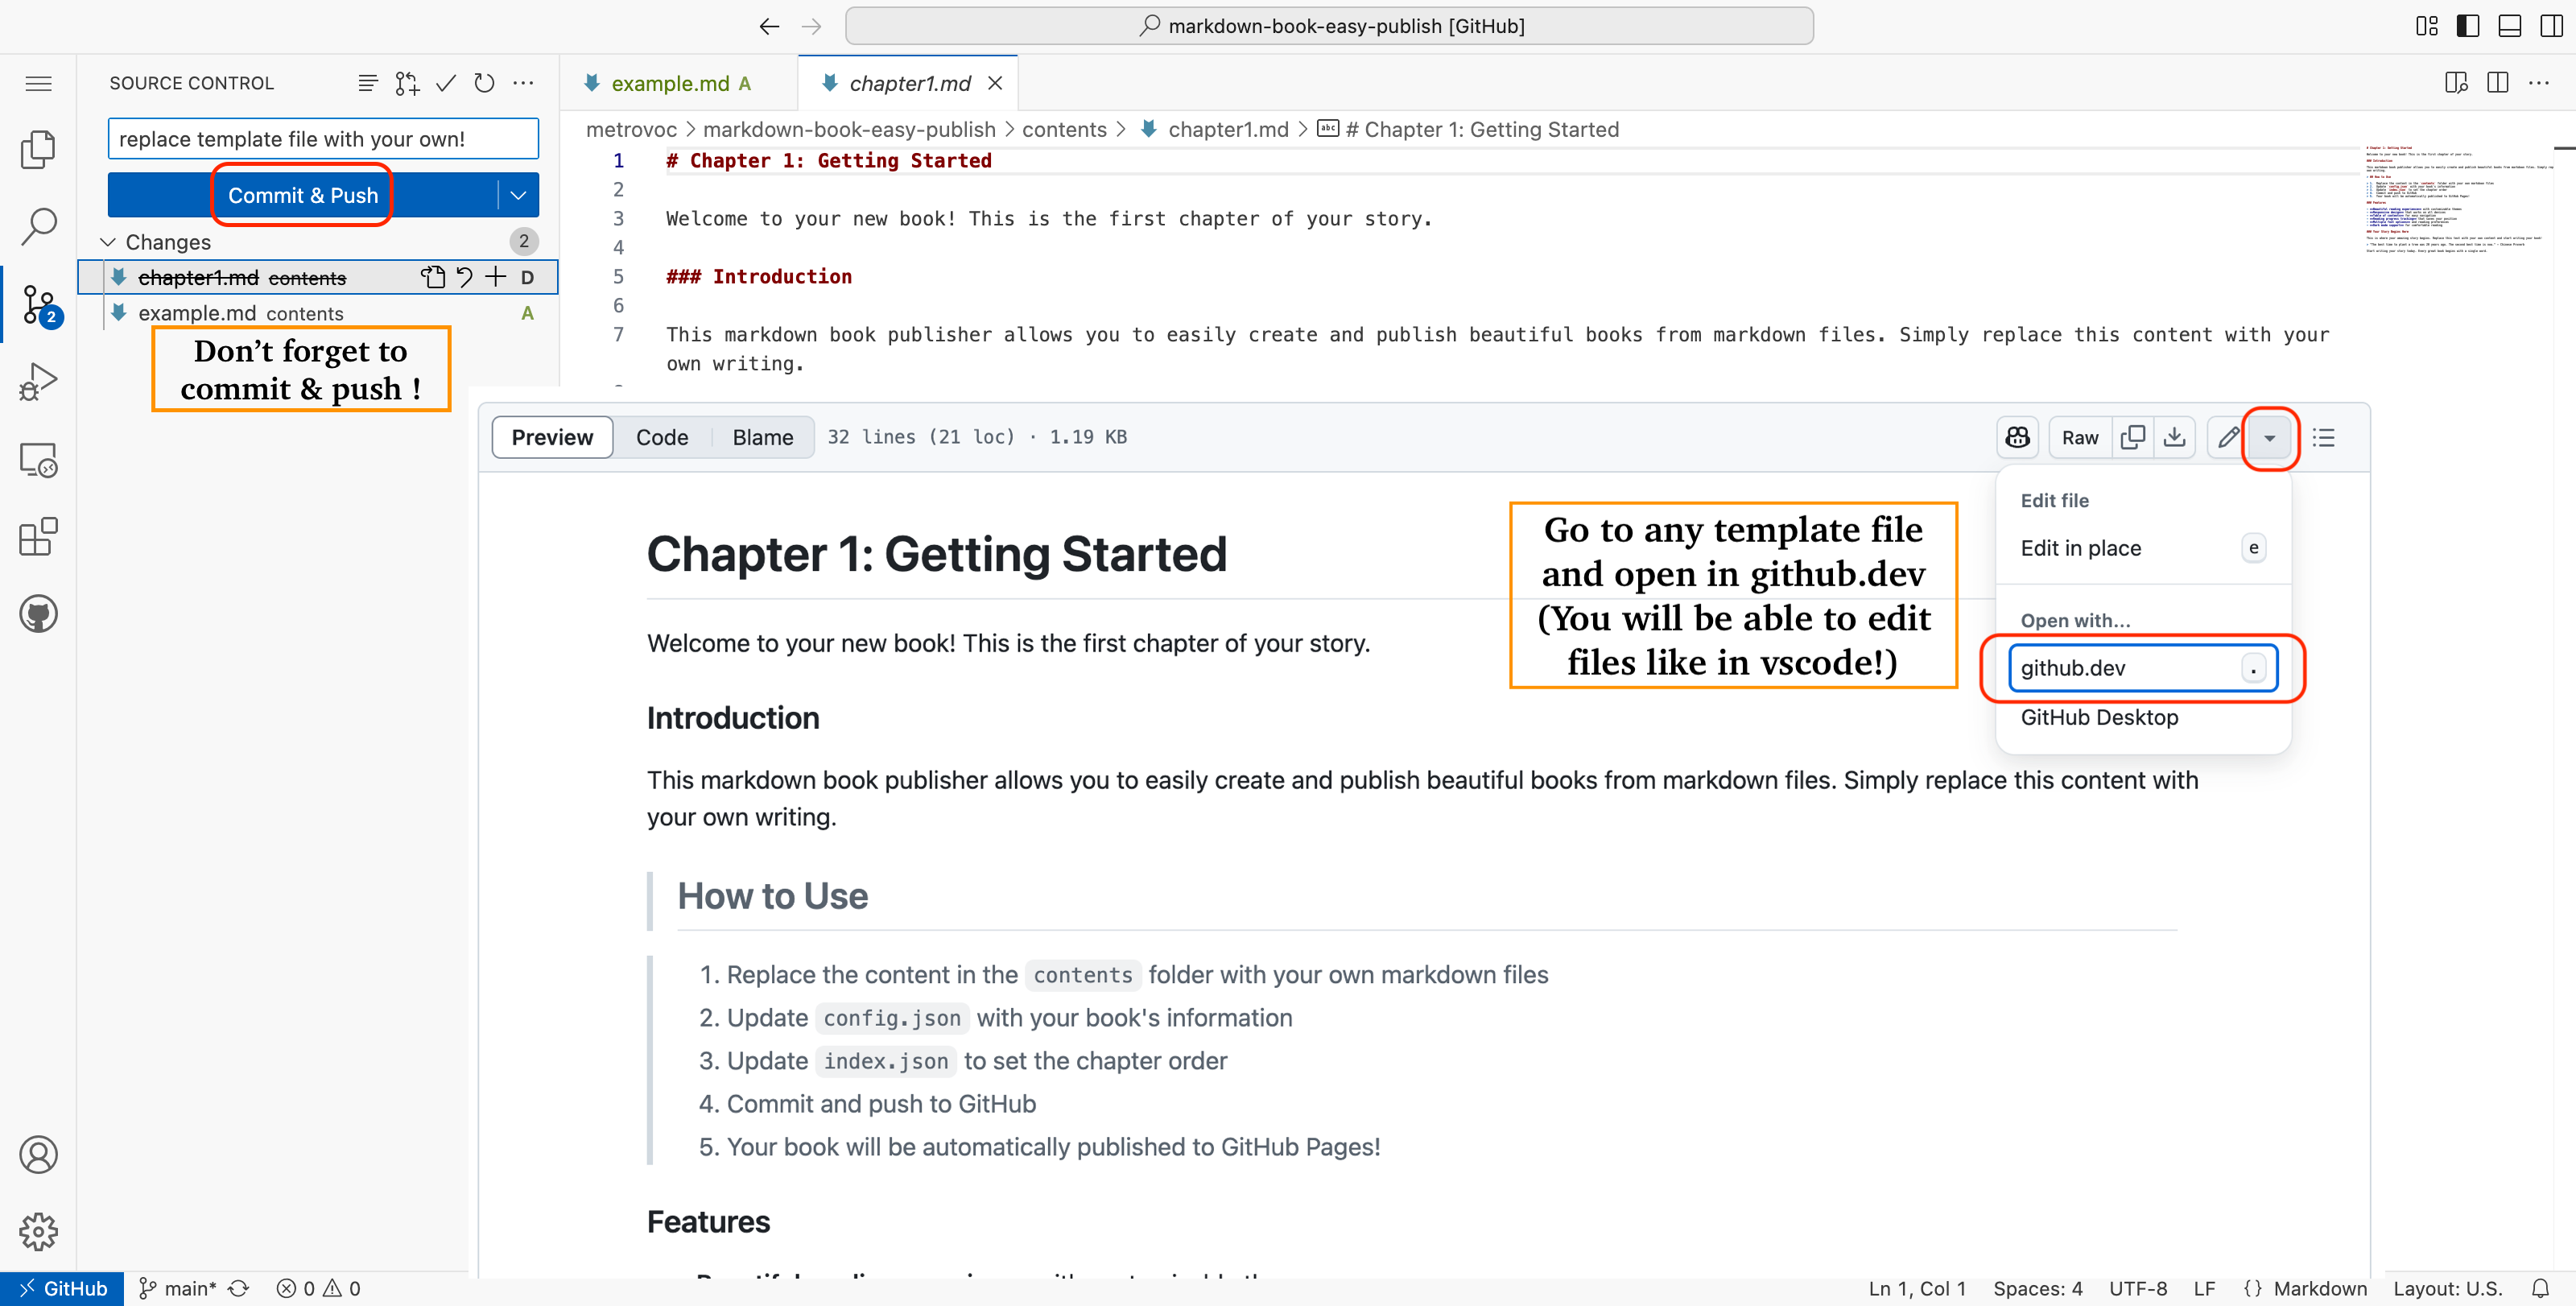 markdown-book-easy-publish [GitHub]
SOURCE CONTROL
replace template file with your own!
Commit & Push
Changes
2
chapter1.md contents D
example.md contents A
2
Don't forget to
commit & push !
example.md A
chapter1.md
metrovoc > markdown-book-easy-publish > contents > chapter1.md > abc # Chapter 1: Getting Started
1 # Chapter 1: Getting Started
2
3 Welcome to your new book! This is the first chapter of your story.
4
5 ### Introduction
6
7 This markdown book publisher allows you to easily create and publish beautiful books from markdown files. Simply replace this content with your
own writing.
Preview Code Blame 32 lines (21 loc) · 1.19 KB
Raw
Edit file
Edit in place e
Open with...
github.dev .
GitHub Desktop
Go to any template file
and open in github.dev
(You will be able to edit
files like in vscode!)
Chapter 1: Getting Started
Welcome to your new book! This is the first chapter of your story.
Introduction
This markdown book publisher allows you to easily create and publish beautiful books from markdown files. Simply replace this content with
your own writing.
How to Use
1. Replace the content in the contents folder with your own markdown files
2. Update config.json with your book's information
3. Update index.json to set the chapter order
4. Commit and push to GitHub
5. Your book will be automatically published to GitHub Pages!
Features
GitHub main* 0 0
Ln 1, Col 1 Spaces: 4 UTF-8 LF {} Markdown Layout: U.S.